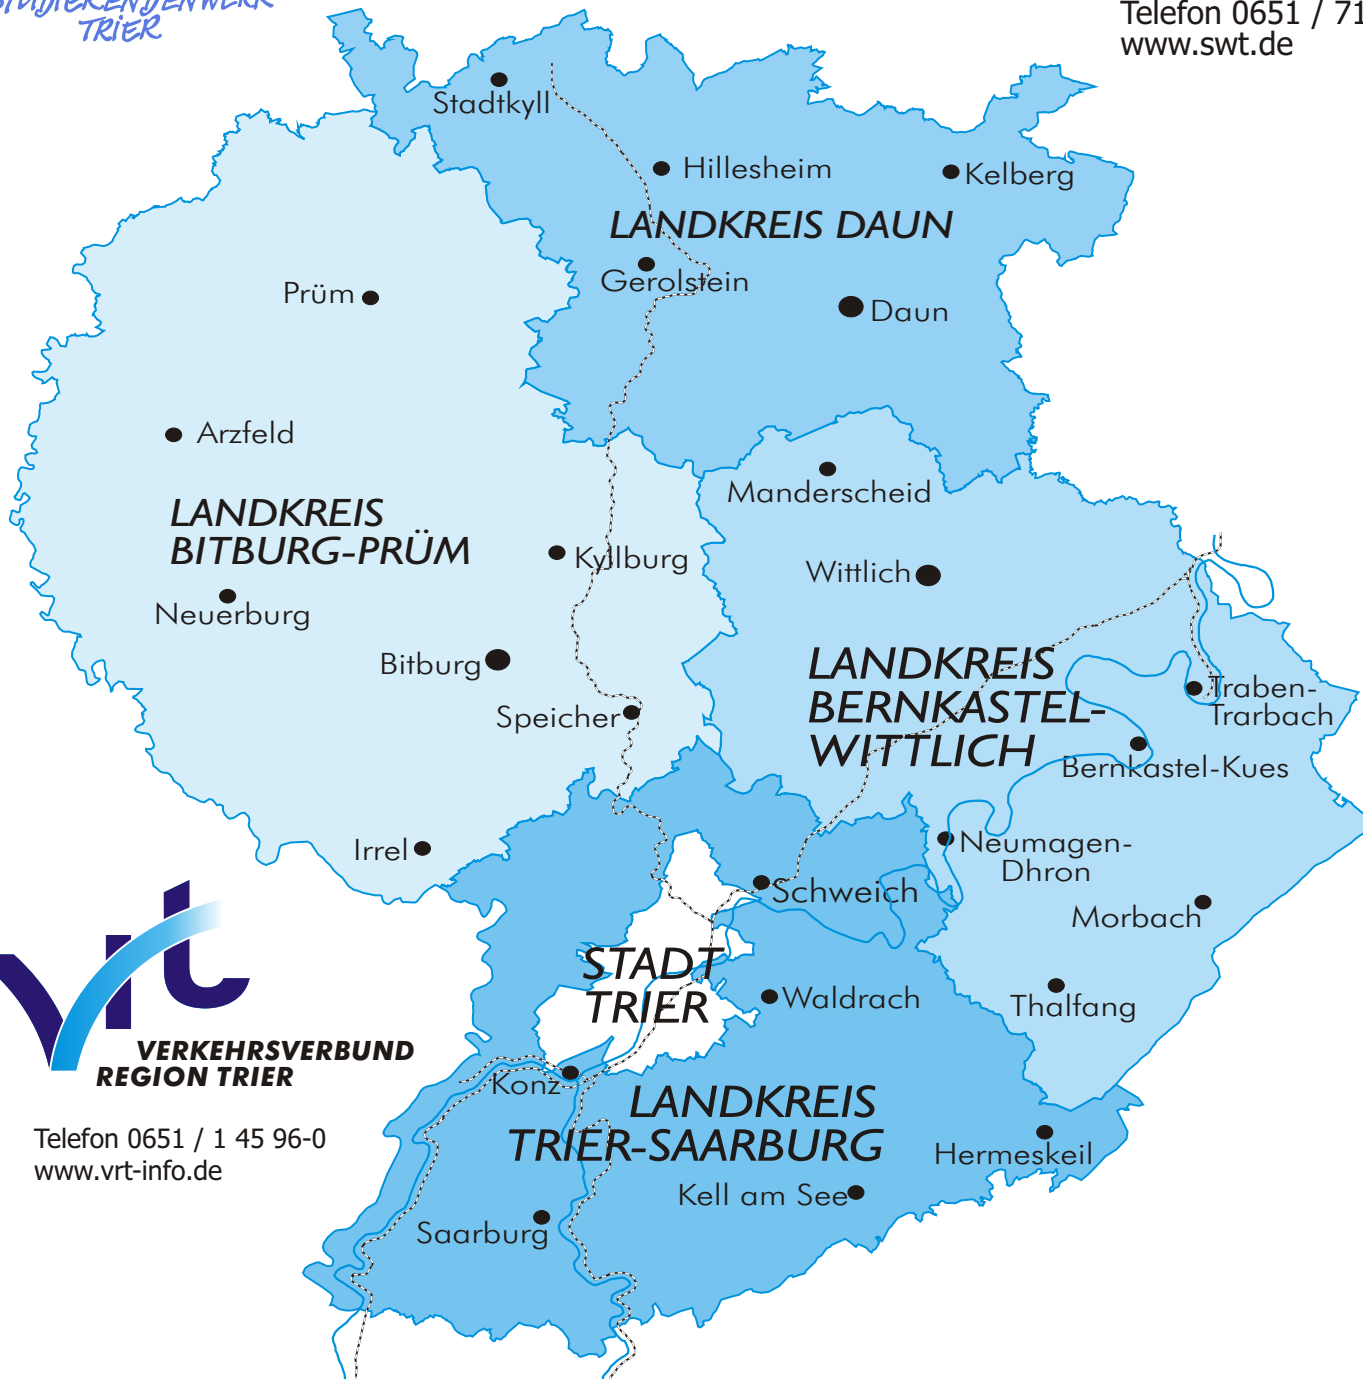 TRIER
Telefon 0651 / 71
www.swt.de
Stadtkyll
Hillesheim
Kelberg
LANDKREIS DAUN
Gerolstein
Prüm
Daun
Arzfeld
Manderscheid
LANDKREIS
BITBURG-PRÜM
Kyllburg
Wittlich
Neuerburg
Bitburg
LANDKREIS
BERNKASTEL-
WITTLICH
Traben-
Trarbach
Speicher
Bernkastel-Kues
Irrel
Neumagen-
Dhron
Schweich
Morbach
STADT
TRIER
Waldrach
Thalfang
vrt
VERKEHRSVERBUND
REGION TRIER
Konz
LANDKREIS
TRIER-SAARBURG
Telefon 0651 / 1 45 96-0
www.vrt-info.de
Hermeskeil
Kell am See
Saarburg